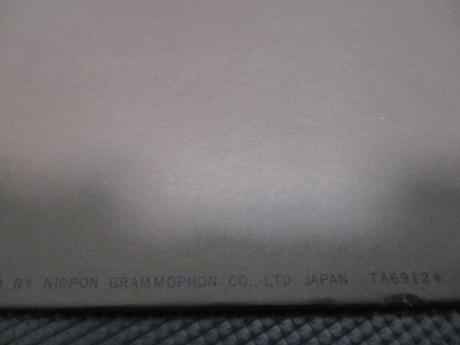 D BY NIPPON GRAMMOPHON CO., LTD. JAPAN TA6912*